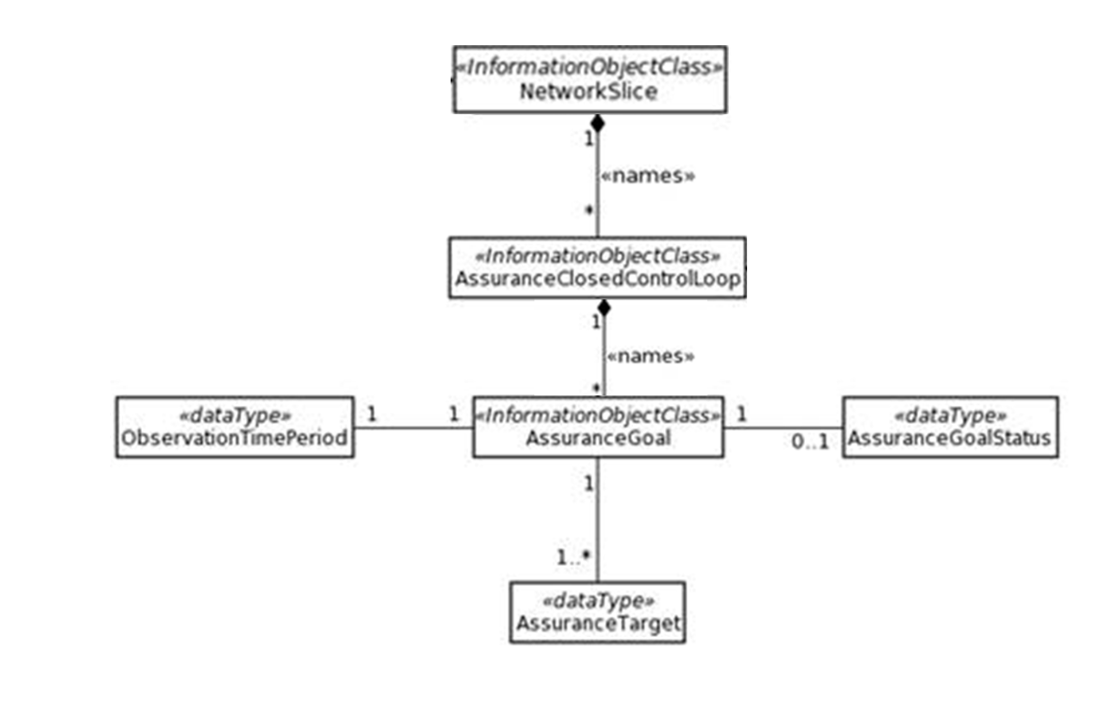 «InformationObjectClass»
NetworkSlice
1
«names»
*
«InformationObjectClass»
AssuranceClosedControlLoop
1
«names»
*
«dataType»
ObservationTimePeriod
1
1
«InformationObjectClass»
AssuranceGoal
1
0..1
«dataType»
AssuranceGoalStatus
1
1..*
«dataType»
AssuranceTarget